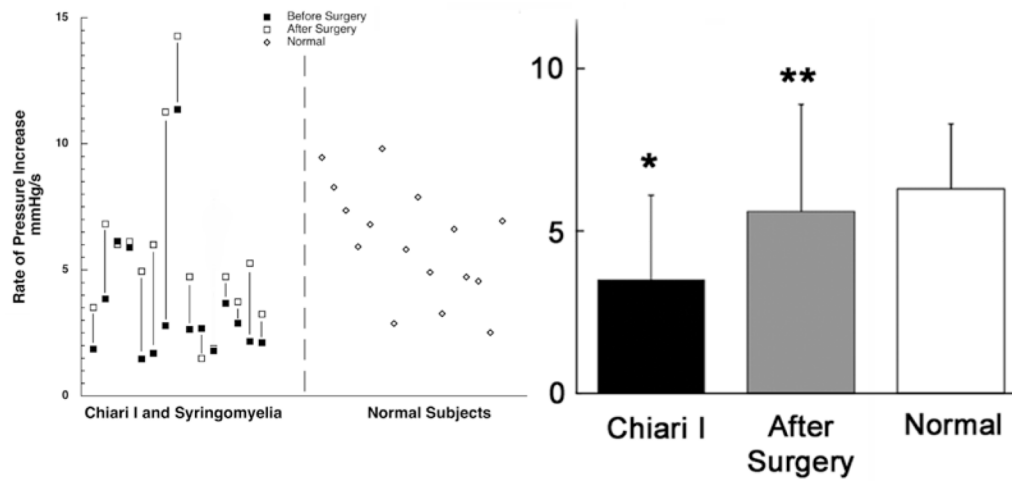 ■ Before Surgery
□ After Surgery
◇ Normal
Rate of Pressure Increase
mmHg/s
15
10
5
0
Chiari I and Syringomyelia
Normal Subjects
10
5
0
*
**
Chiari I
After
Surgery
Normal